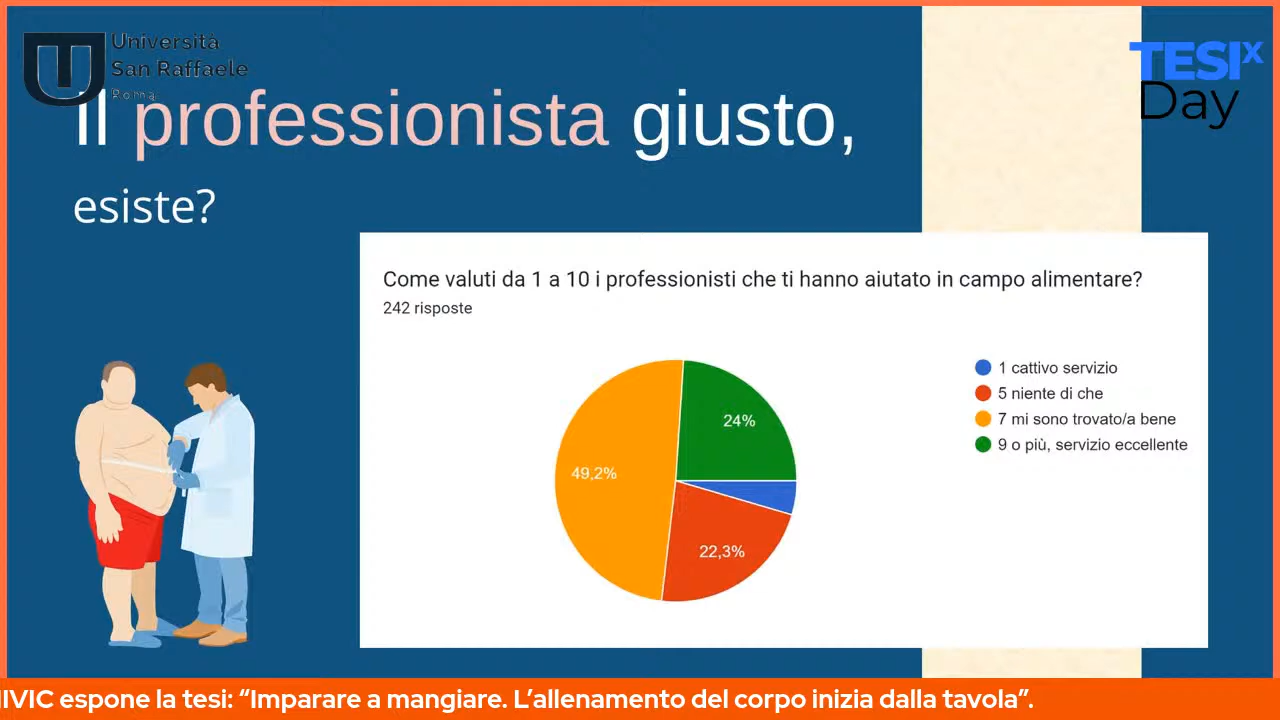 Università
San Raffaele
Roma
TESIx
Day
Il professionista giusto,
esiste?
Come valuti da 1 a 10 i professionisti che ti hanno aiutato in campo alimentare?
242 risposte
1 cattivo servizio
5 niente di che
7 mi sono trovato/a bene
9 o più, servizio eccellente
24%
49,2%
22,3%
espone la tesi: “Imparare a mangiare. L’allenamento del corpo inizia dalla tavola”.